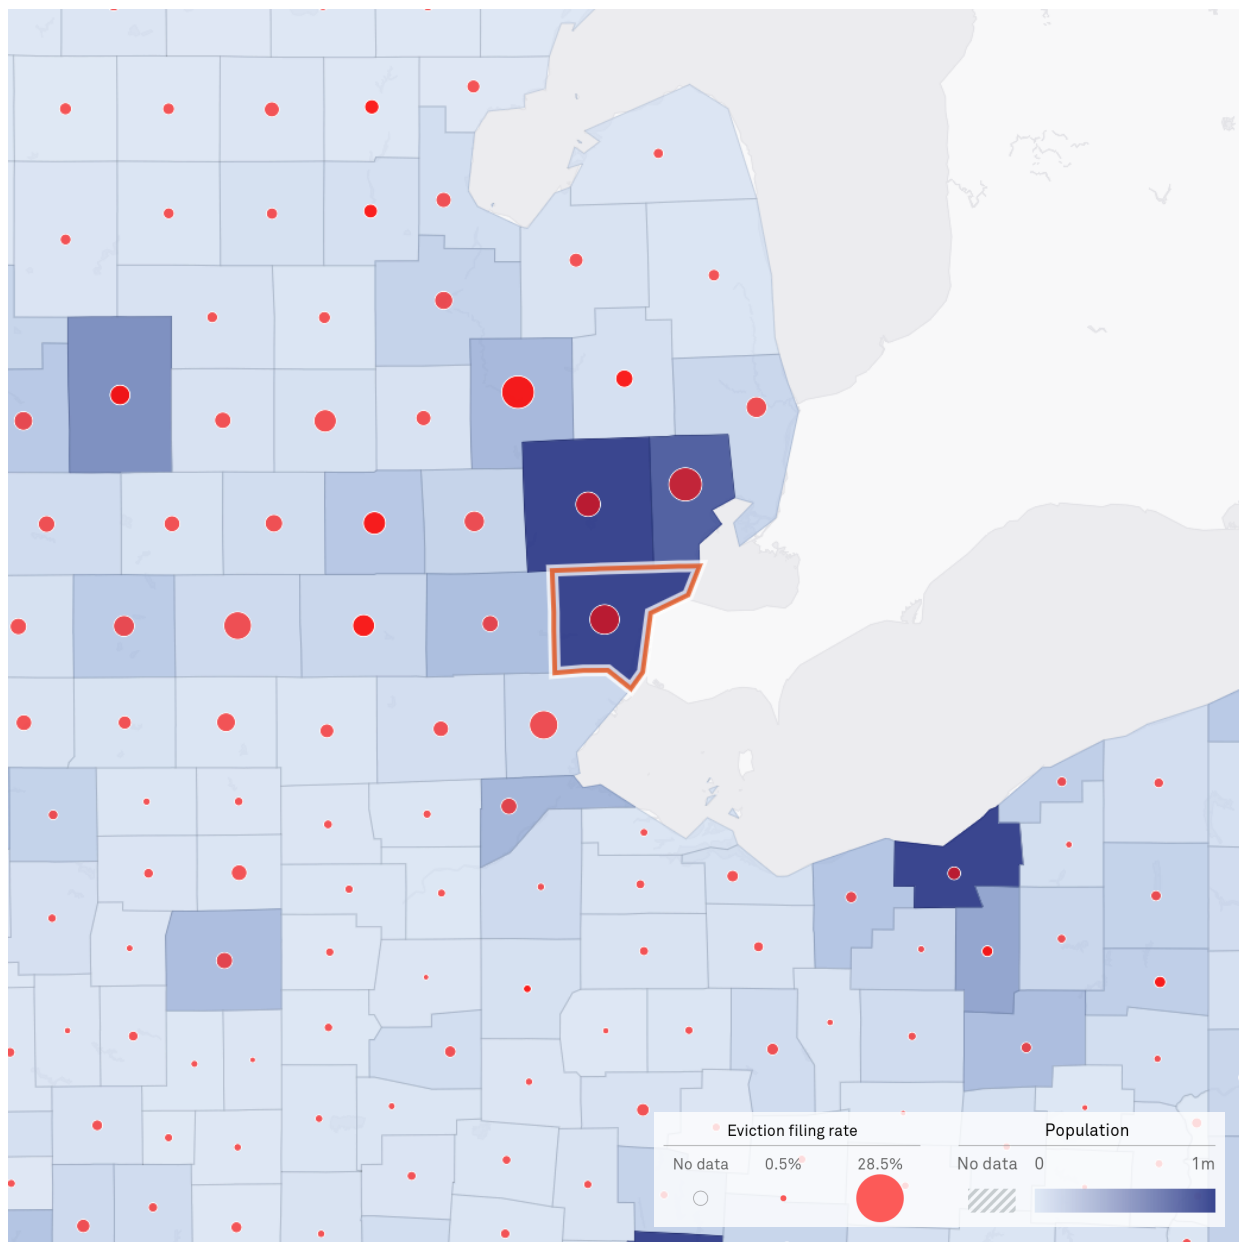 Eviction filing rate
Population
No data 0.5% 28.5%
No data 0 1m